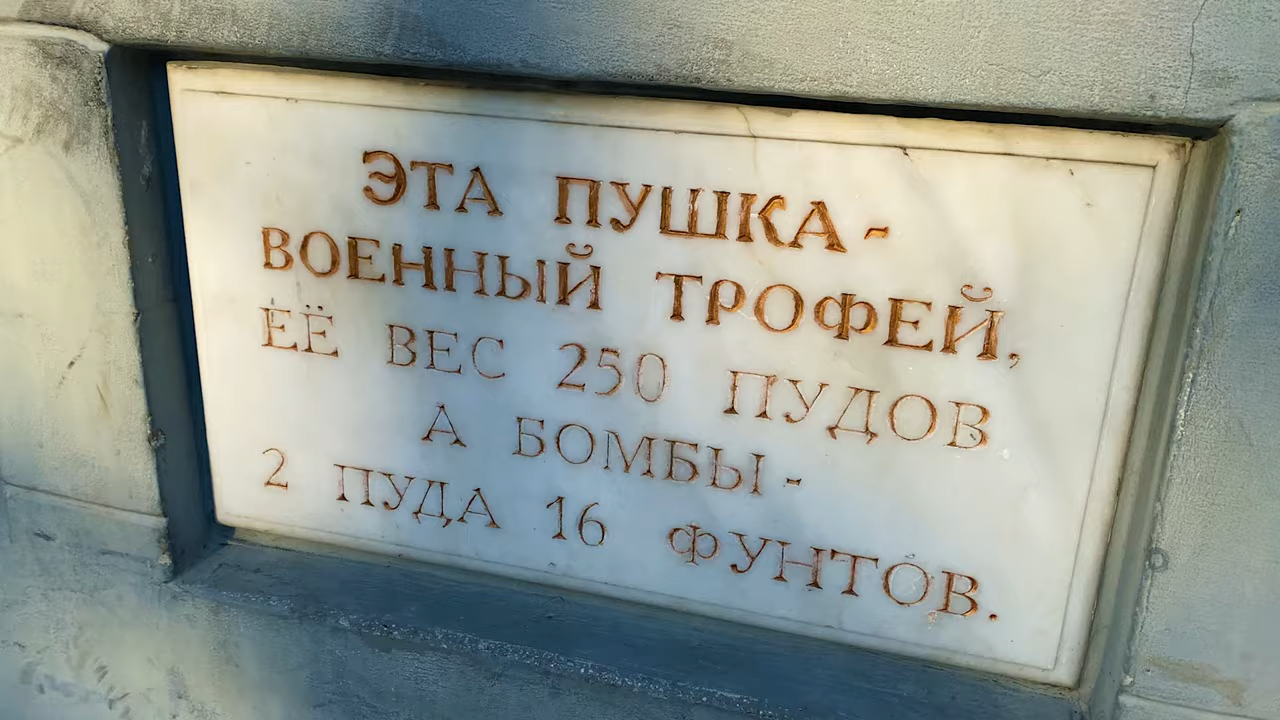 ЭТА ПУШКА-
ВОЕННЫЙ ТРОФЕЙ,
ЕЁ ВЕС 250 ПУДОВ
А БОМБЫ-
2 ПУДА 16 ФУНТОВ.